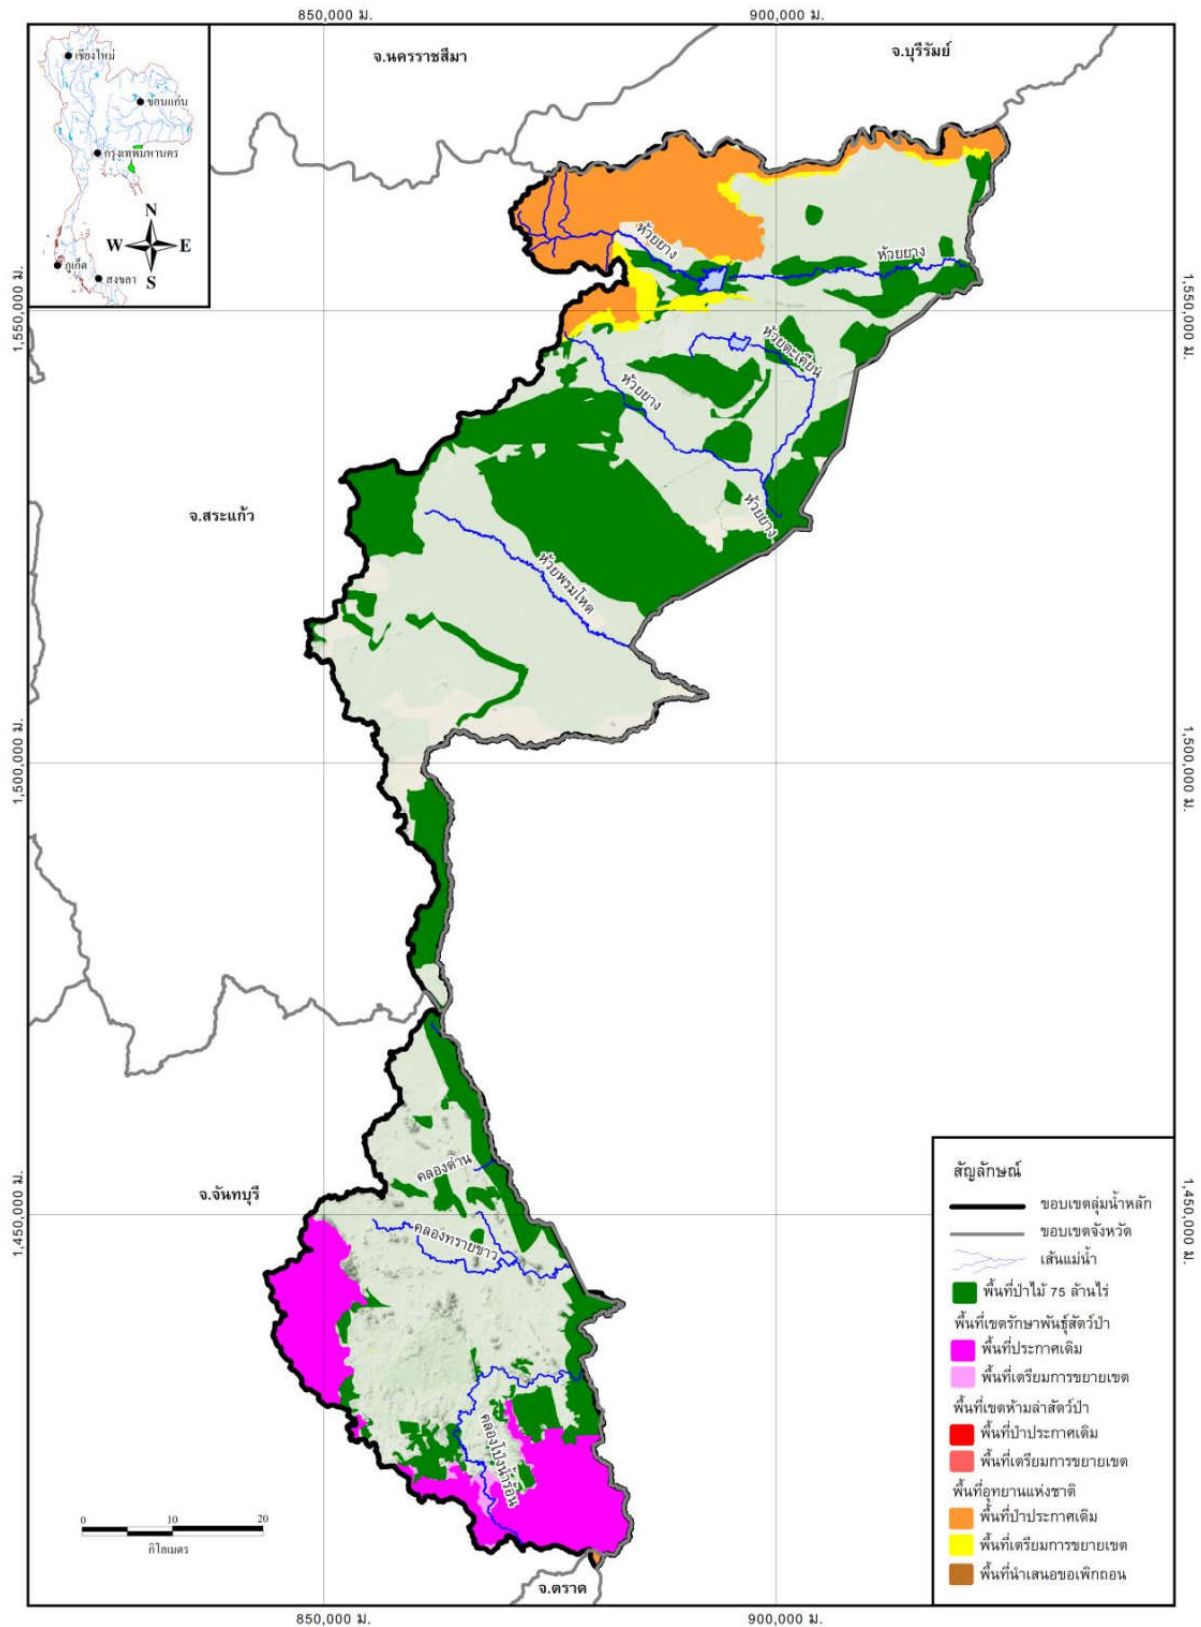 850,000 ม.
900,000 ม.
จ.นครราชสีมา
จ.บุรีรัมย์
เชียงใหม่
ขอนแก่น
กรุงเทพมหานคร
N
W
E
S
ภูเก็ต
สงขลา
ห้วยยาง
ห้วยยาง
1,550,000 ม.
1,550,000 ม.
ห้วยตะเคียน
ห้วยยาง
ห้วยยาง
จ.สระแก้ว
ห้วยพรมโหด
1,500,000 ม.
1,500,000 ม.
คลองด่าน
จ.จันทบุรี
คลองทรายขาว
1,450,000 ม.
1,450,000 ม.
คลองโป่งน้ำร้อน
สัญลักษณ์
ขอบเขตลุ่มน้ำหลัก
ขอบเขตจังหวัด
เส้นแม่น้ำ
พื้นที่ป่าไม้ 75 ล้านไร่
พื้นที่เขตรักษาพันธุ์สัตว์ป่า
พื้นที่ประกาศเดิม
พื้นที่เตรียมการขยายเขต
พื้นที่เขตห้ามล่าสัตว์ป่า
พื้นที่ป่าประกาศเดิม
พื้นที่เตรียมการขยายเขต
พื้นที่อุทยานแห่งชาติ
พื้นที่ป่าประกาศเดิม
พื้นที่เตรียมการขยายเขต
พื้นที่นำเสนอขอเพิกถอน
0 10 20
กิโลเมตร
จ.ตราด
850,000 ม.
900,000 ม.